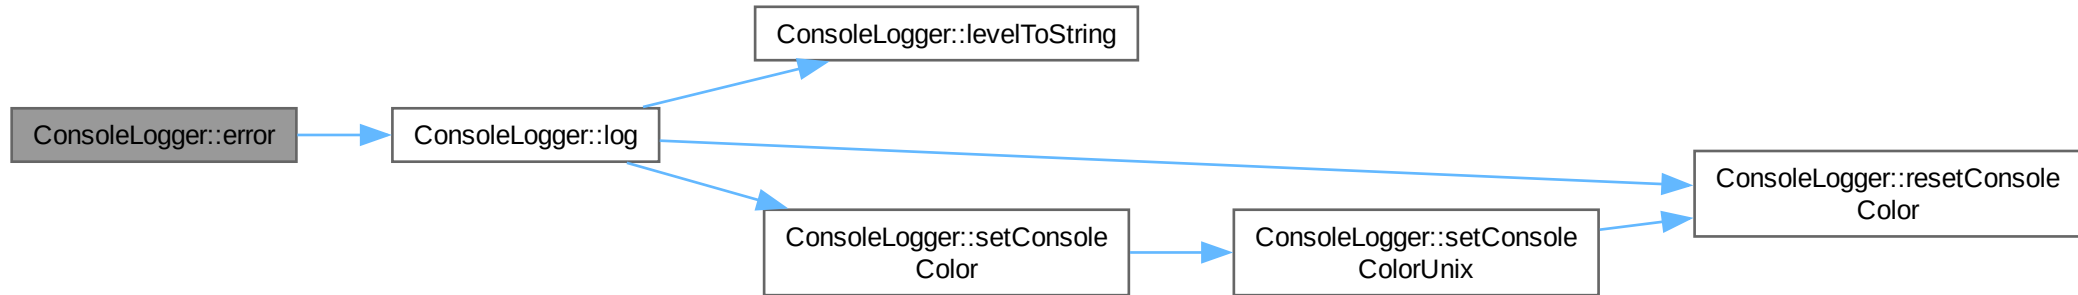 ConsoleLogger::levelToString
ConsoleLogger::error
ConsoleLogger::log
ConsoleLogger::resetConsole
Color
ConsoleLogger::setConsole
Color
ConsoleLogger::setConsole
ColorUnix